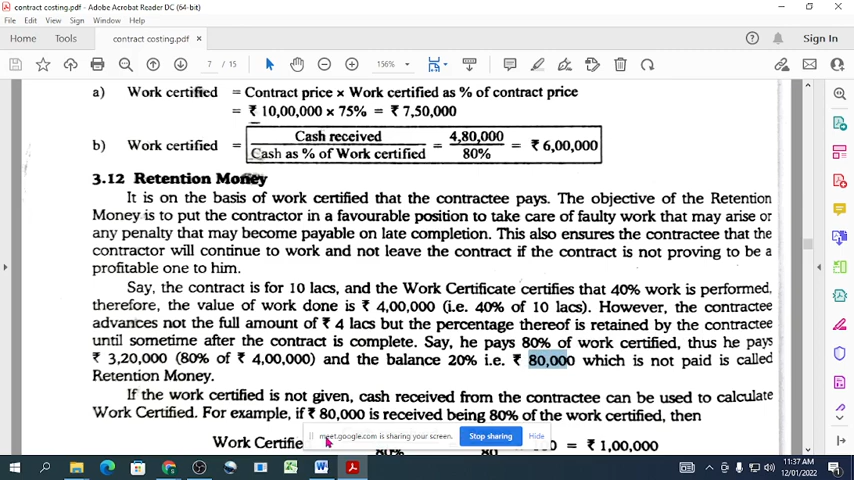 contract costing.pdf - Adobe Acrobat Reader DC (64-bit)
File Edit View Sign Window Help
Home Tools contract costing.pdf × Sign In
7 / 15 156%
a) Work certified = Contract price × Work certified as % of contract price
= ₹ 10,00,000 × 75% = ₹ 7,50,000
b) Work certified = Cash received / Cash as % of Work certified = 4,80,000 / 80% = ₹ 6,00,000
3.12 Retention Money
It is on the basis of work certified that the contractee pays. The objective of the Retention
Money is to put the contractor in a favourable position to take care of faulty work that may arise or
any penalty that may become payable on late completion. This also ensures the contractee that the
contractor will continue to work and not leave the contract if the contract is not proving to be a
profitable one to him.
Say, the contract is for 10 lacs, and the Work Certificate certifies that 40% work is performed,
therefore, the value of work done is ₹ 4,00,000 (i.e. 40% of 10 lacs). However, the contractee
advances not the full amount of ₹ 4 lacs but the percentage thereof is retained by the contractee
until sometime after the contract is complete. Say, he pays 80% of work certified, thus he pays
₹ 3,20,000 (80% of ₹ 4,00,000) and the balance 20% i.e. ₹ 80,000 which is not paid is called
Retention Money.
If the work certified is not given, cash received from the contractee can be used to calculate
Work Certified. For example, if ₹ 80,000 is received being 80% of the work certified, then
Work Certifie = ₹ 1,00,000
meet.google.com is sharing your screen. Stop sharing Hide
11:37 AM
12/01/2022